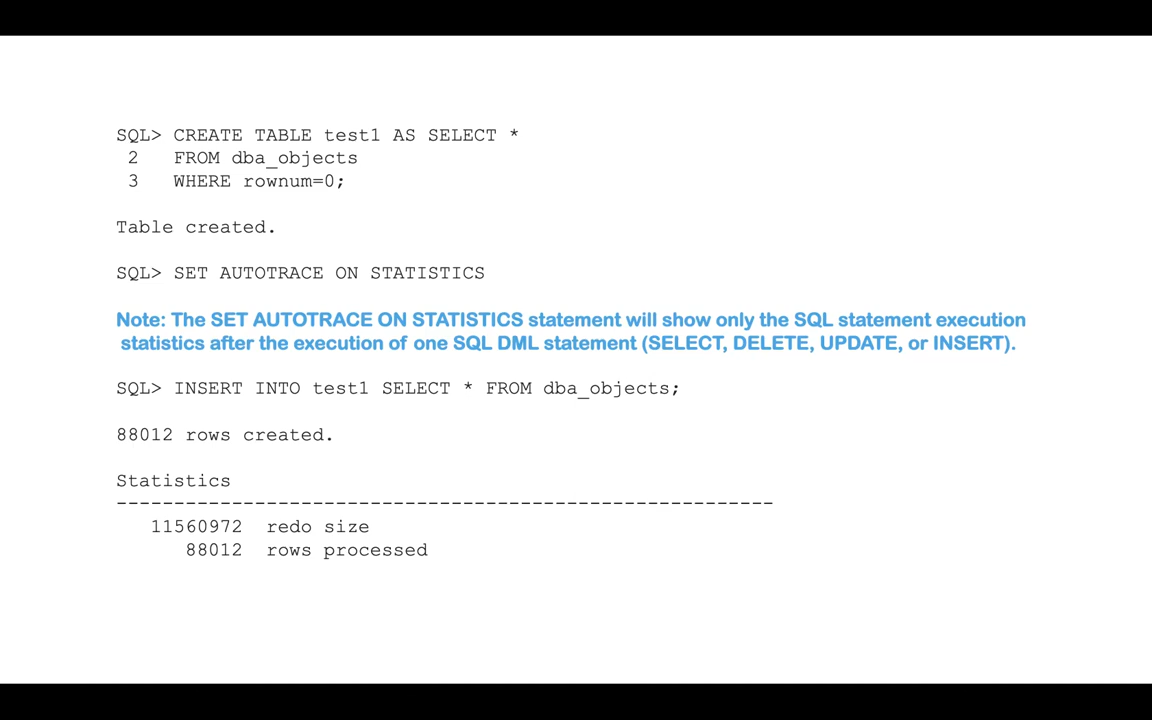 SQL> CREATE TABLE test1 AS SELECT *
2 FROM dba_objects
3 WHERE rownum=0;
Table created.
SQL> SET AUTOTRACE ON STATISTICS
Note: The SET AUTOTRACE ON STATISTICS statement will show only the SQL statement execution
statistics after the execution of one SQL DML statement (SELECT, DELETE, UPDATE, or INSERT).
SQL> INSERT INTO test1 SELECT * FROM dba_objects;
88012 rows created.
Statistics
---------------------------------------------------------
11560972 redo size
88012 rows processed